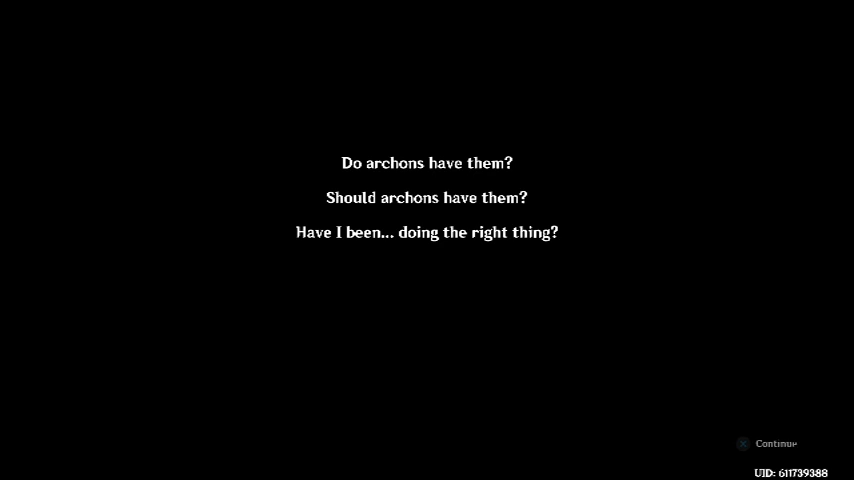 Do archons have them?
Should archons have them?
Have I been... doing the right thing?
Continue
UID: 611739388